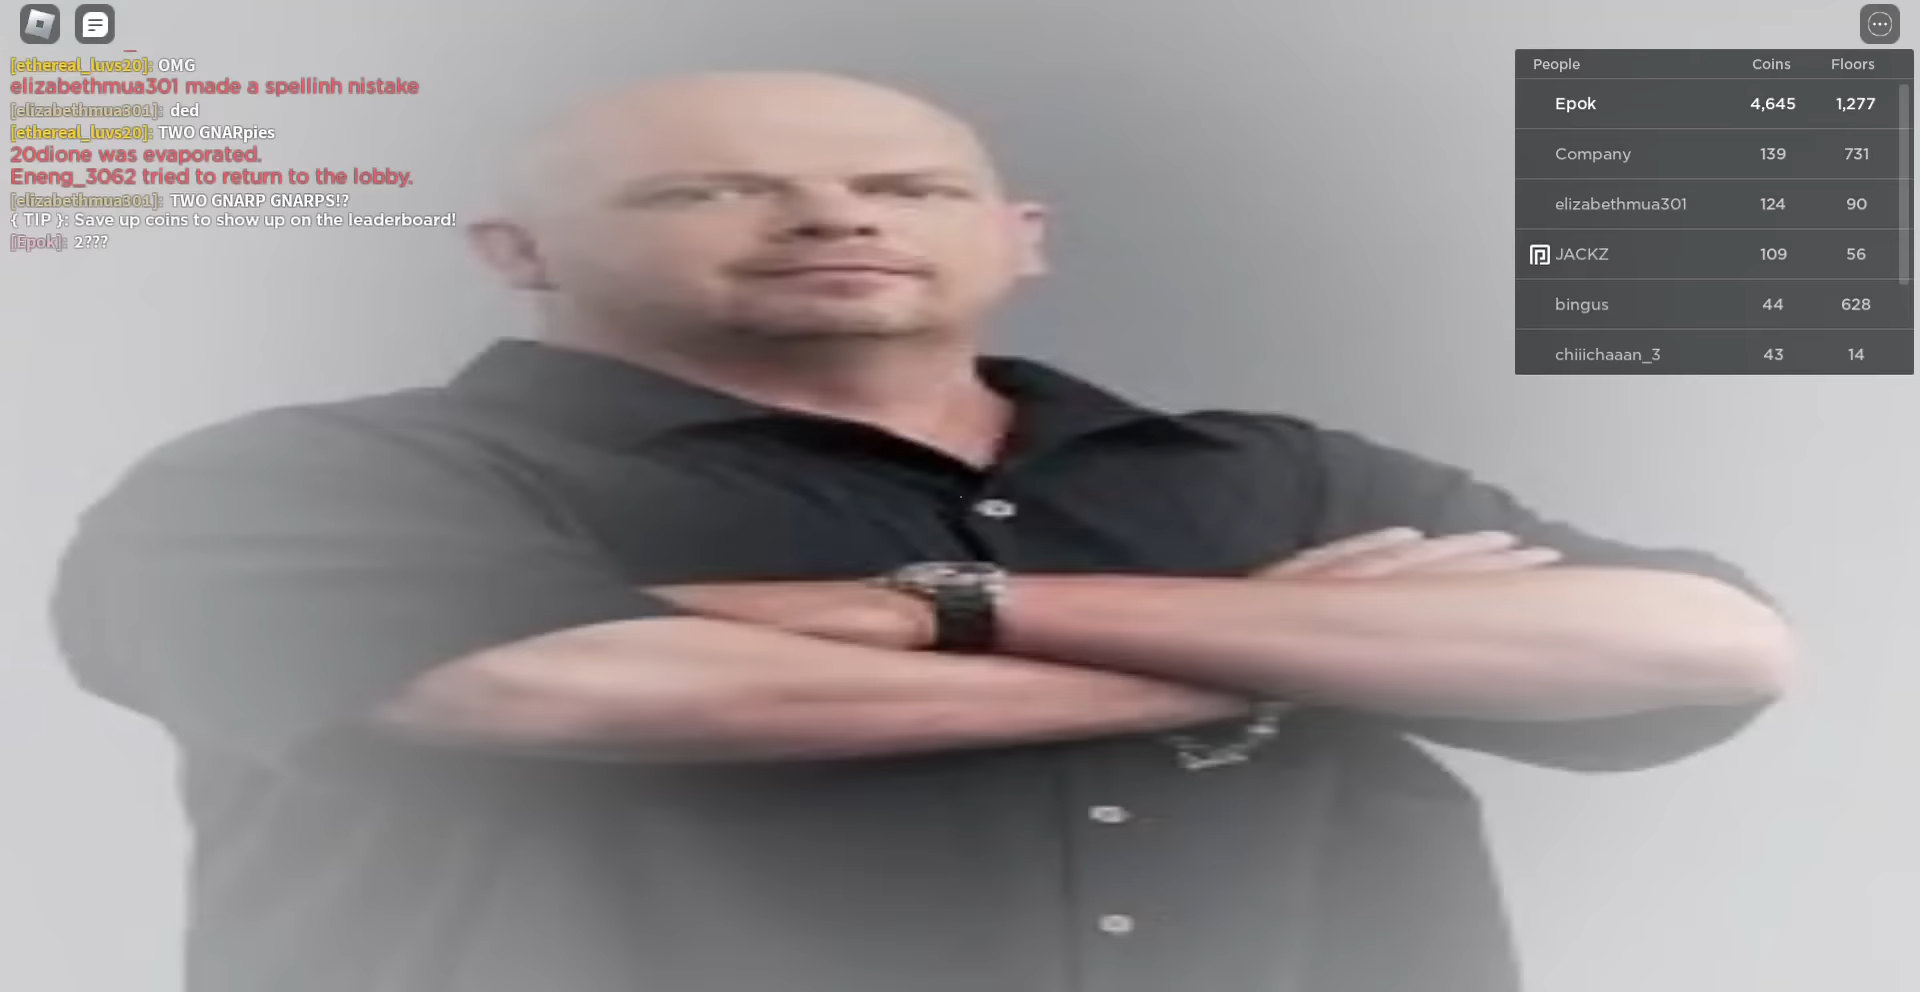 [ethereal_luvs20]: OMG
elizabethmua301 made a spellinh nistake
[elizabethmua301]: ded
[ethereal_luvs20]: TWO GNARpies
20dione was evaporated.
Eneng_3062 tried to return to the lobby.
[elizabethmua301]: TWO GNARP GNARPS!?
{ TIP }: Save up coins to show up on the leaderboard!
[Epok]: 2???
People Coins Floors
Epok 4,645 1,277
Company 139 731
elizabethmua301 124 90
JACKZ 109 56
bingus 44 628
chiiichaaan_3 43 14